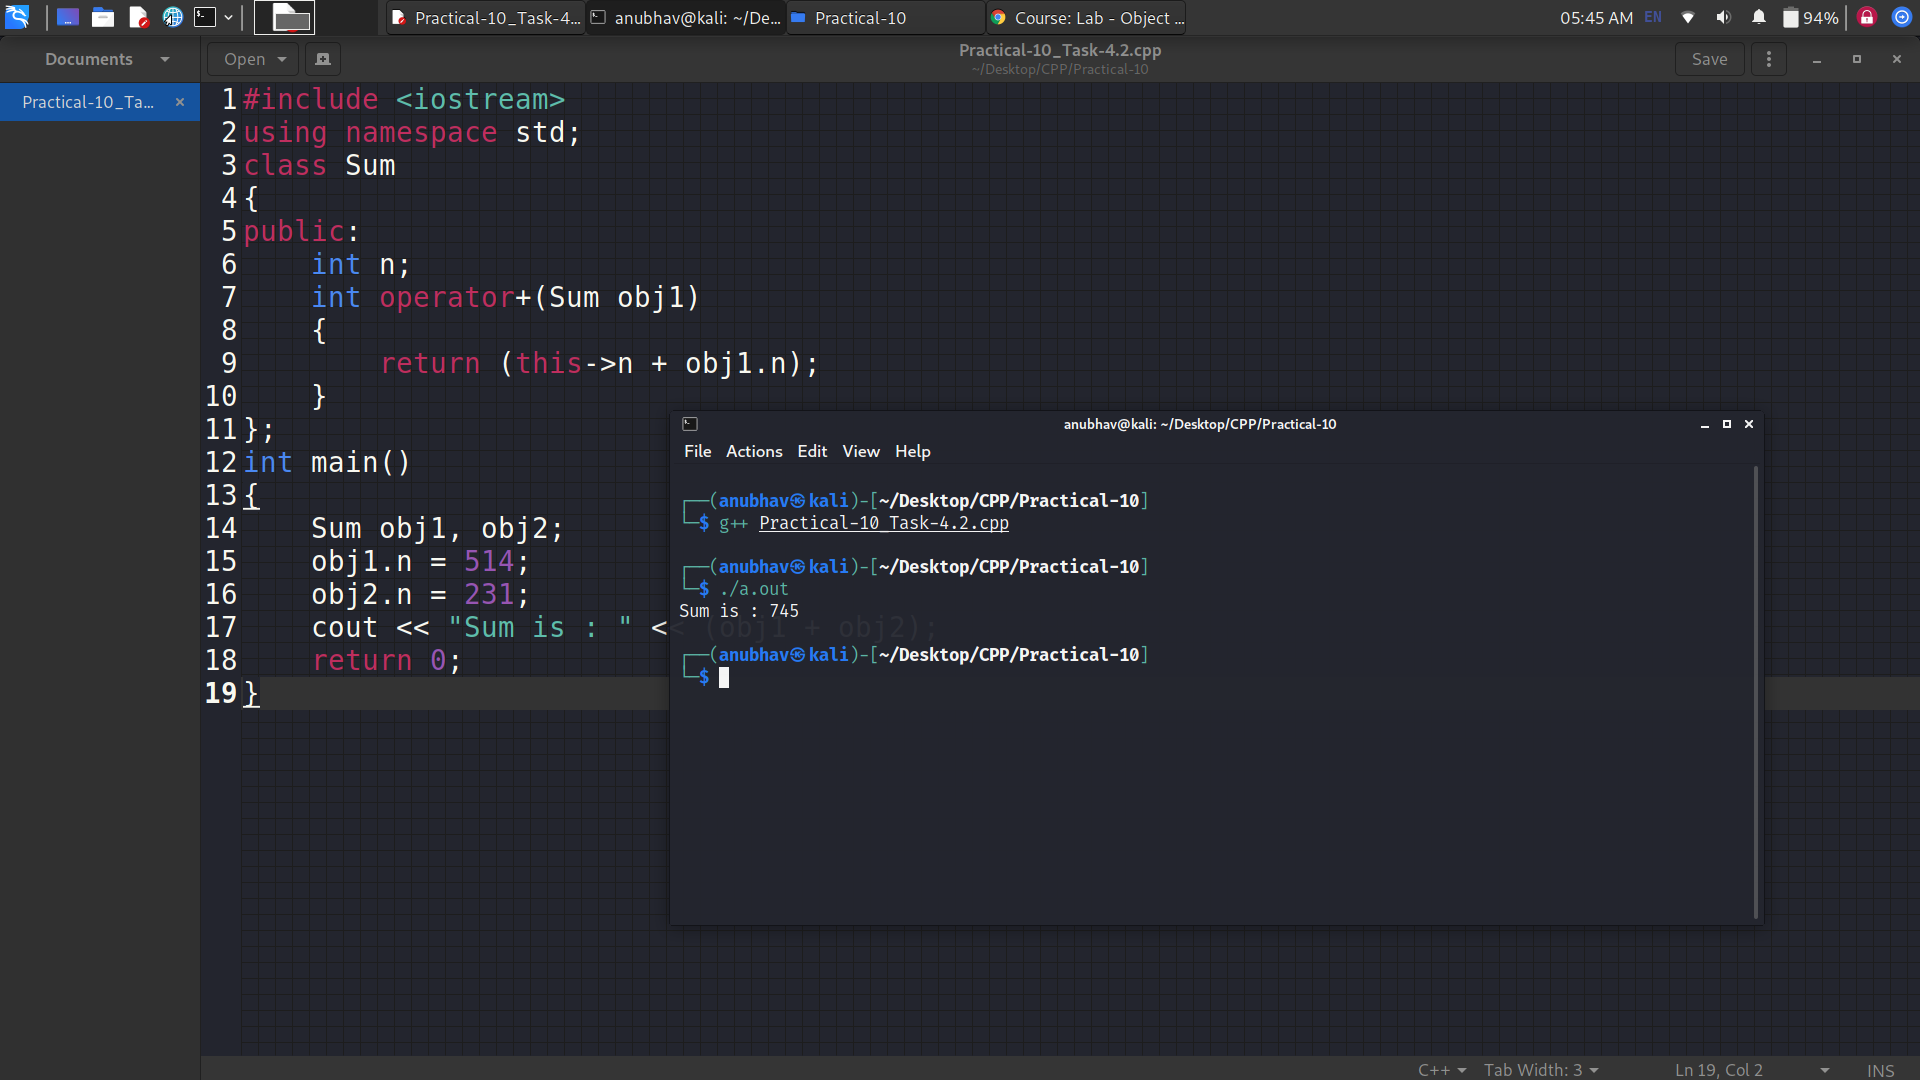 Practical-10_Task-4...
anubhav@kali: ~/De...
Practical-10
Course: Lab - Object ...
05:45 AM
EN
94%
Documents
Open
Practical-10_Task-4.2.cpp
~/Desktop/CPP/Practical-10
Save
Practical-10_Ta...
1 #include <iostream>
2 using namespace std;
3 class Sum
4 {
5 public:
6     int n;
7     int operator+(Sum obj1)
8     {
9         return (this->n + obj1.n);
10     }
11 };
12 int main()
13 {
14     Sum obj1, obj2;
15     obj1.n = 514;
16     obj2.n = 231;
17     cout << "Sum is : " << (obj1 + obj2);
18     return 0;
19 }
anubhav@kali: ~/Desktop/CPP/Practical-10
File Actions Edit View Help
┌──(anubhav㉿kali)-[~/Desktop/CPP/Practical-10]
└─$ g++ Practical-10_Task-4.2.cpp
┌──(anubhav㉿kali)-[~/Desktop/CPP/Practical-10]
└─$ ./a.out
Sum is : 745
┌──(anubhav㉿kali)-[~/Desktop/CPP/Practical-10]
└─$
C++
Tab Width: 3
Ln 19, Col 2
INS